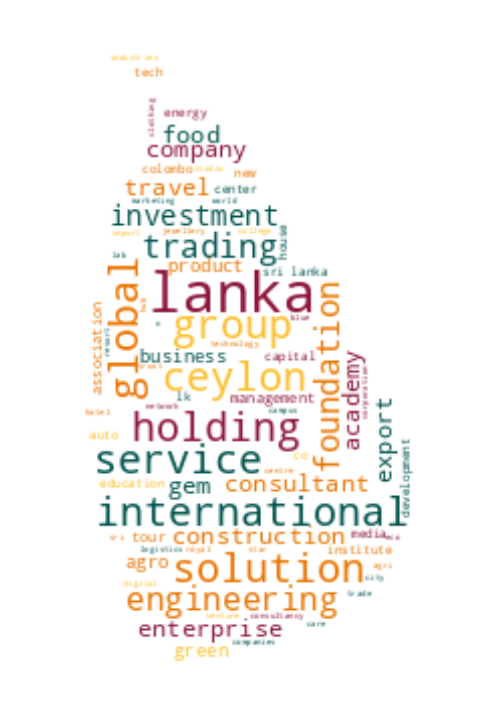 industries
tech
clothing
energy
food
company
colombo
new
travel
center
marketing world
investment
export jewellery college
trading
house
lab
product
sri lanka
global
lanka
hub
foundation
association
resort
group
blue
technology
business
capital
academy
corporation
trust
ceylon
lk
management
network
campus
hotel
holding
export
auto
service
co
centre
development
education
gem
consultant
international
sri tour construction media eco
logistics royal star institute
agro solution agri
city
digital
engineering trade
venture consultancy
enterprise care
companies
green